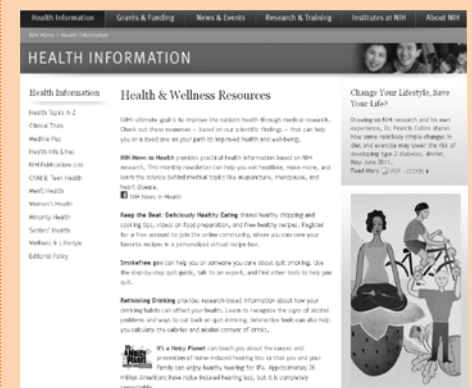 Health Information
Grants & Funding
News & Events
Research & Training
Institutes at NIH
About NIH
NIH Home > Health Information
HEALTH INFORMATION
Health Information
Health Topics A-Z
Clinical Trials
Medline Plus
Health Info Lines
NIH Publications List
Child & Teen Health
Men's Health
Women's Health
Minority Health
Seniors' Health
Wellness & Lifestyle
Editorial Policy
Health & Wellness Resources
NIH's ultimate goal is to improve the nation's health through medical research.
Check out these resources — based on our scientific findings — that can help
you or a loved one on your path to improved health and well-being.
NIH News in Health provides practical health information based on NIH
research. This monthly newsletter can help you eat healthier, move more, and
learn the science behind medical topics like acupuncture, menopause, and
heart disease.
NIH News in Health
Keep the Beat: Deliciously Healthy Eating shares healthy shopping and
cooking tips, videos on food preparation, and free healthy recipes. Register
for a free account to join the online community, where you can save your
favorite recipes in a personalized virtual recipe box.
Smokefree.gov can help you or someone you care about quit smoking. Use
the step-by-step quit guide, talk to an expert, and find other tools to help you
quit.
Rethinking Drinking provides research-based information about how your
drinking habits can affect your health. Learn to recognize the signs of alcohol
problems and ways to cut back or quit drinking. Interactive tools can also help
you calculate the calories and alcohol content of drinks.
It's a Noisy Planet can teach you about the causes and
prevention of noise-induced hearing loss so that you and your
family can enjoy healthy hearing for life. Approximately 26
million Americans have noise-induced hearing loss, but it is completely
Change Your Lifestyle, Save
Your Life?
Drawing on NIH research and his own
experience, Dr. Francis Collins shares
how some relatively simple changes in
diet and exercise may lower the risk of
developing type 2 diabetes.
May-June 2011.
Read More